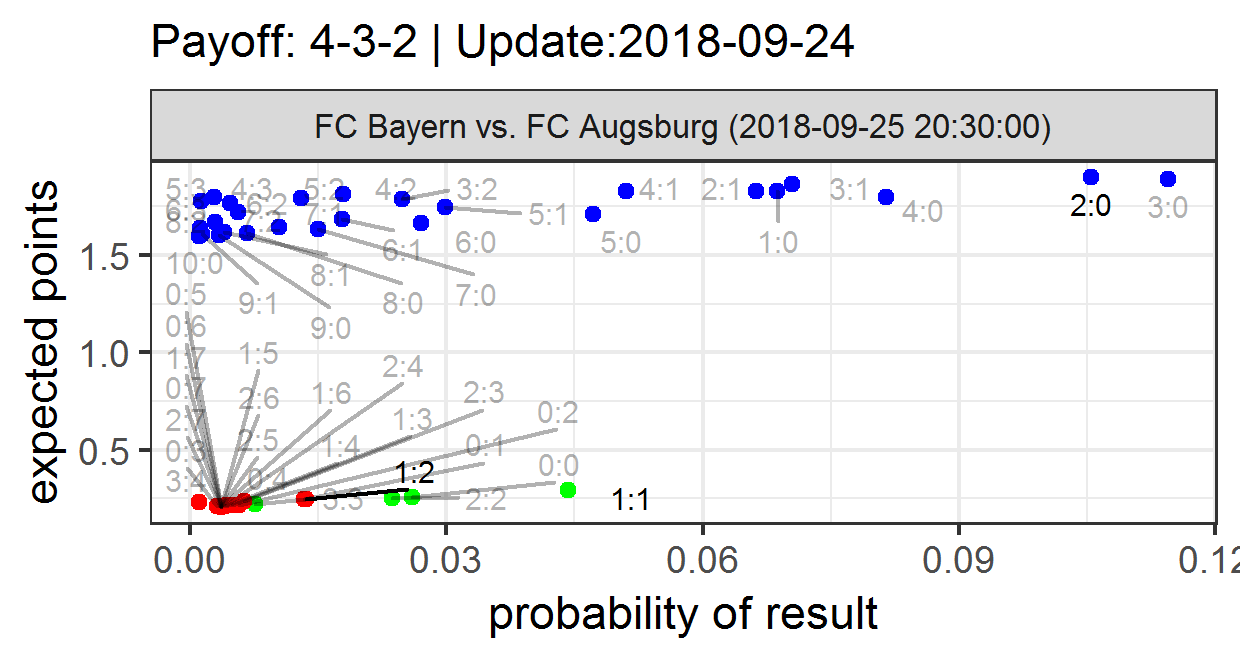 Payoff: 4-3-2 | Update:2018-09-24
FC Bayern vs. FC Augsburg (2018-09-25 20:30:00)
expected points
1.5
1.0
0.5
5:3 4:3 5:2 4:2 3:2 4:1 2:1 3:1 2:0 3:0
6:2 7:2 7:1 5:1 4:0
6:1 6:0 5:0 1:0
10:0 8:1
0:5 9:1 8:0 7:0
0:6 9:0
1:7 1:5 2:4
0:7 2:6 1:6 2:3
2:7 1:3 0:2
0:3 2:5 1:4 0:1
3:4 0:4 1:2 0:0
3:3 2:2 1:1
0.00 0.03 0.06 0.09 0.12
probability of result